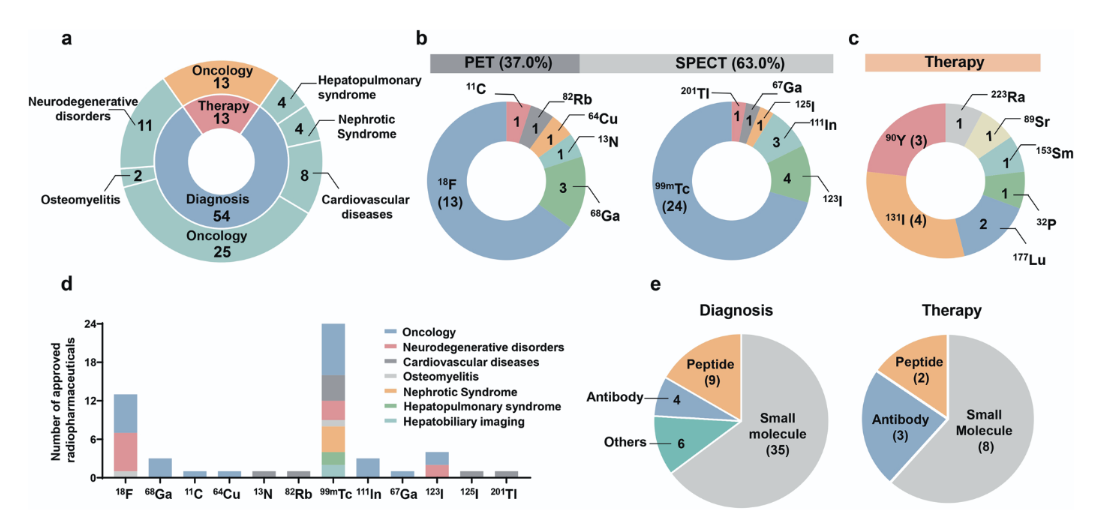 a
Oncology
13
Therapy
13
Hepatopulmonary
syndrome
4
Nephrotic
Syndrome
4
Cardiovascular
diseases
8
Neurodegenerative
disorders
11
Osteomyelitis
2
Diagnosis
54
Oncology
25
b
PET (37.0%)
SPECT (63.0%)
¹¹C
1
⁸²Rb
1
⁶⁴Cu
1
¹³N
1
⁶⁸Ga
3
¹⁸F
(13)
²⁰¹Tl
1
⁶⁷Ga
1
¹²⁵I
1
¹¹¹In
3
¹²³I
4
⁹⁹ᵐTc
(24)
c
Therapy
²²³Ra
1
⁸⁹Sr
1
¹⁵³Sm
1
³²P
1
¹⁷⁷Lu
2
¹³¹I (4)
⁹⁰Y (3)
d
Number of approved
radiopharmaceuticals
24
18
12
6
0
Oncology
Neurodegenerative disorders
Cardiovascular diseases
Osteomyelitis
Nephrotic Syndrome
Hepatopulmonary syndrome
Hepatobiliary imaging
¹⁸F ⁶⁸Ga ¹¹C ⁶⁴Cu ¹³N ⁸²Rb ⁹⁹ᵐTc ¹¹¹In ⁶⁷Ga ¹²³I ¹²⁵I ²⁰¹Tl
e
Diagnosis
Peptide
(9)
Antibody
4
Others
6
Small
molecule
(35)
Therapy
Peptide
(2)
Antibody
(3)
Small
Molecule
(8)